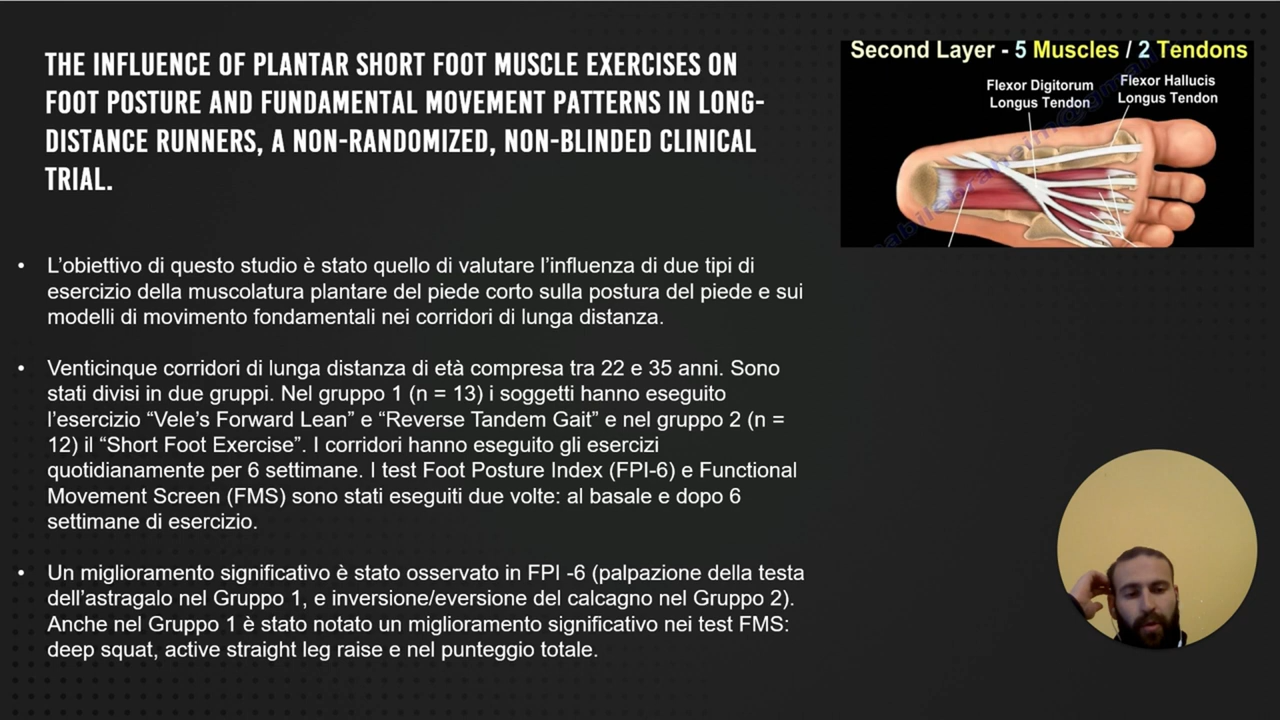 THE INFLUENCE OF PLANTAR SHORT FOOT MUSCLE EXERCISES ON
FOOT POSTURE AND FUNDAMENTAL MOVEMENT PATTERNS IN LONG-
DISTANCE RUNNERS, A NON-RANDOMIZED, NON-BLINDED CLINICAL
TRIAL.
Second Layer - 5 Muscles / 2 Tendons
Flexor Digitorum
Longus Tendon
Flexor Hallucis
Longus Tendon
• L’obiettivo di questo studio è stato quello di valutare l’influenza di due tipi di
esercizio della muscolatura plantare del piede corto sulla postura del piede e sui
modelli di movimento fondamentali nei corridori di lunga distanza.
• Venticinque corridori di lunga distanza di età compresa tra 22 e 35 anni. Sono
stati divisi in due gruppi. Nel gruppo 1 (n = 13) i soggetti hanno eseguito
l’esercizio “Vele’s Forward Lean” e “Reverse Tandem Gait” e nel gruppo 2 (n =
12) il “Short Foot Exercise”. I corridori hanno eseguito gli esercizi
quotidianamente per 6 settimane. I test Foot Posture Index (FPI-6) e Functional
Movement Screen (FMS) sono stati eseguiti due volte: al basale e dopo 6
settimane di esercizio.
• Un miglioramento significativo è stato osservato in FPI -6 (palpazione della testa
dell’astragalo nel Gruppo 1, e inversione/eversione del calcagno nel Gruppo 2).
Anche nel Gruppo 1 è stato notato un miglioramento significativo nei test FMS:
deep squat, active straight leg raise e nel punteggio totale.